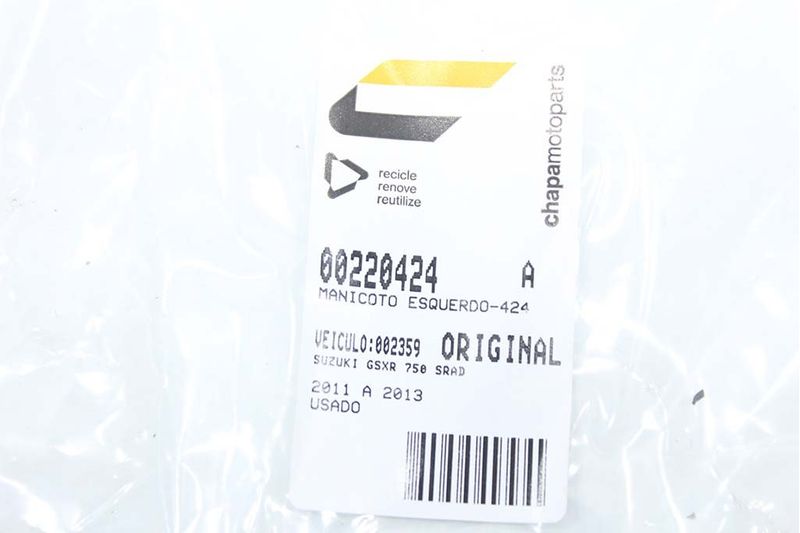 chapamotoparts
recicle
renove
reutilize
00220424 A
MANICOTO ESQUERDO-424
VEICULO:002359 ORIGINAL
SUZUKI GSXR 750 SRAD
2011 A 2013
USADO